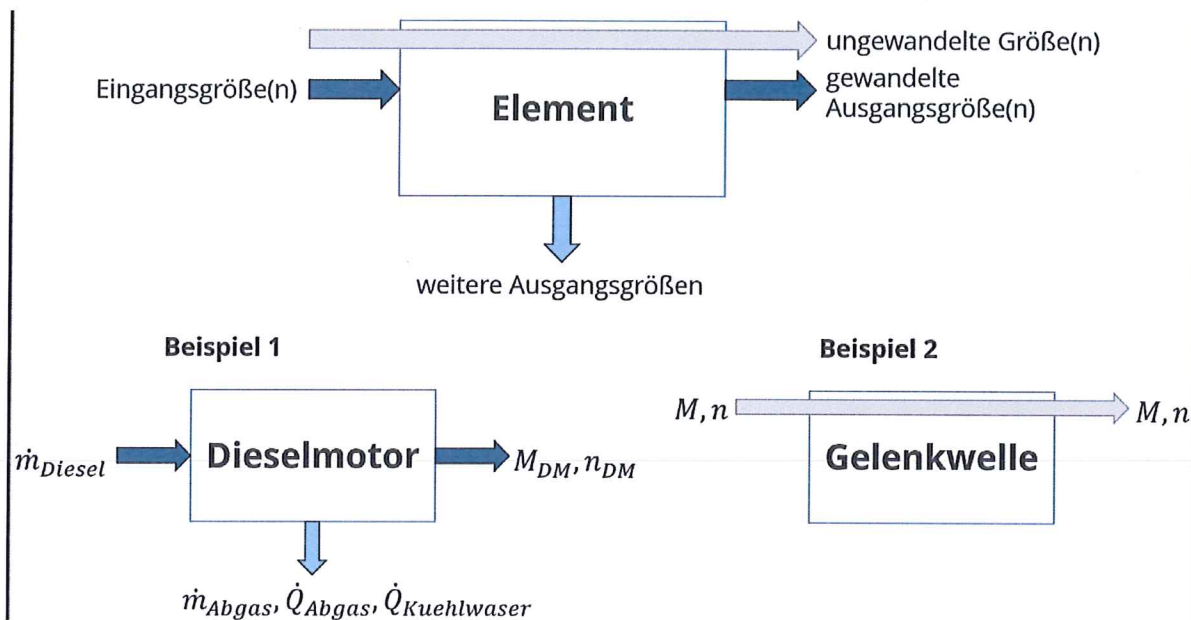 ungewandelte Größe(n)
Eingangsgröße(n)
gewandelte
Ausgangsgröße(n)
Element
weitere Ausgangsgrößen
Beispiel 1
Beispiel 2
M, n
M, n
ṁ_Diesel
Dieselmotor
M_DM, n_DM
Gelenkwelle
ṁ_Abgas, Q̇_Abgas, Q̇_Kuehlwaser